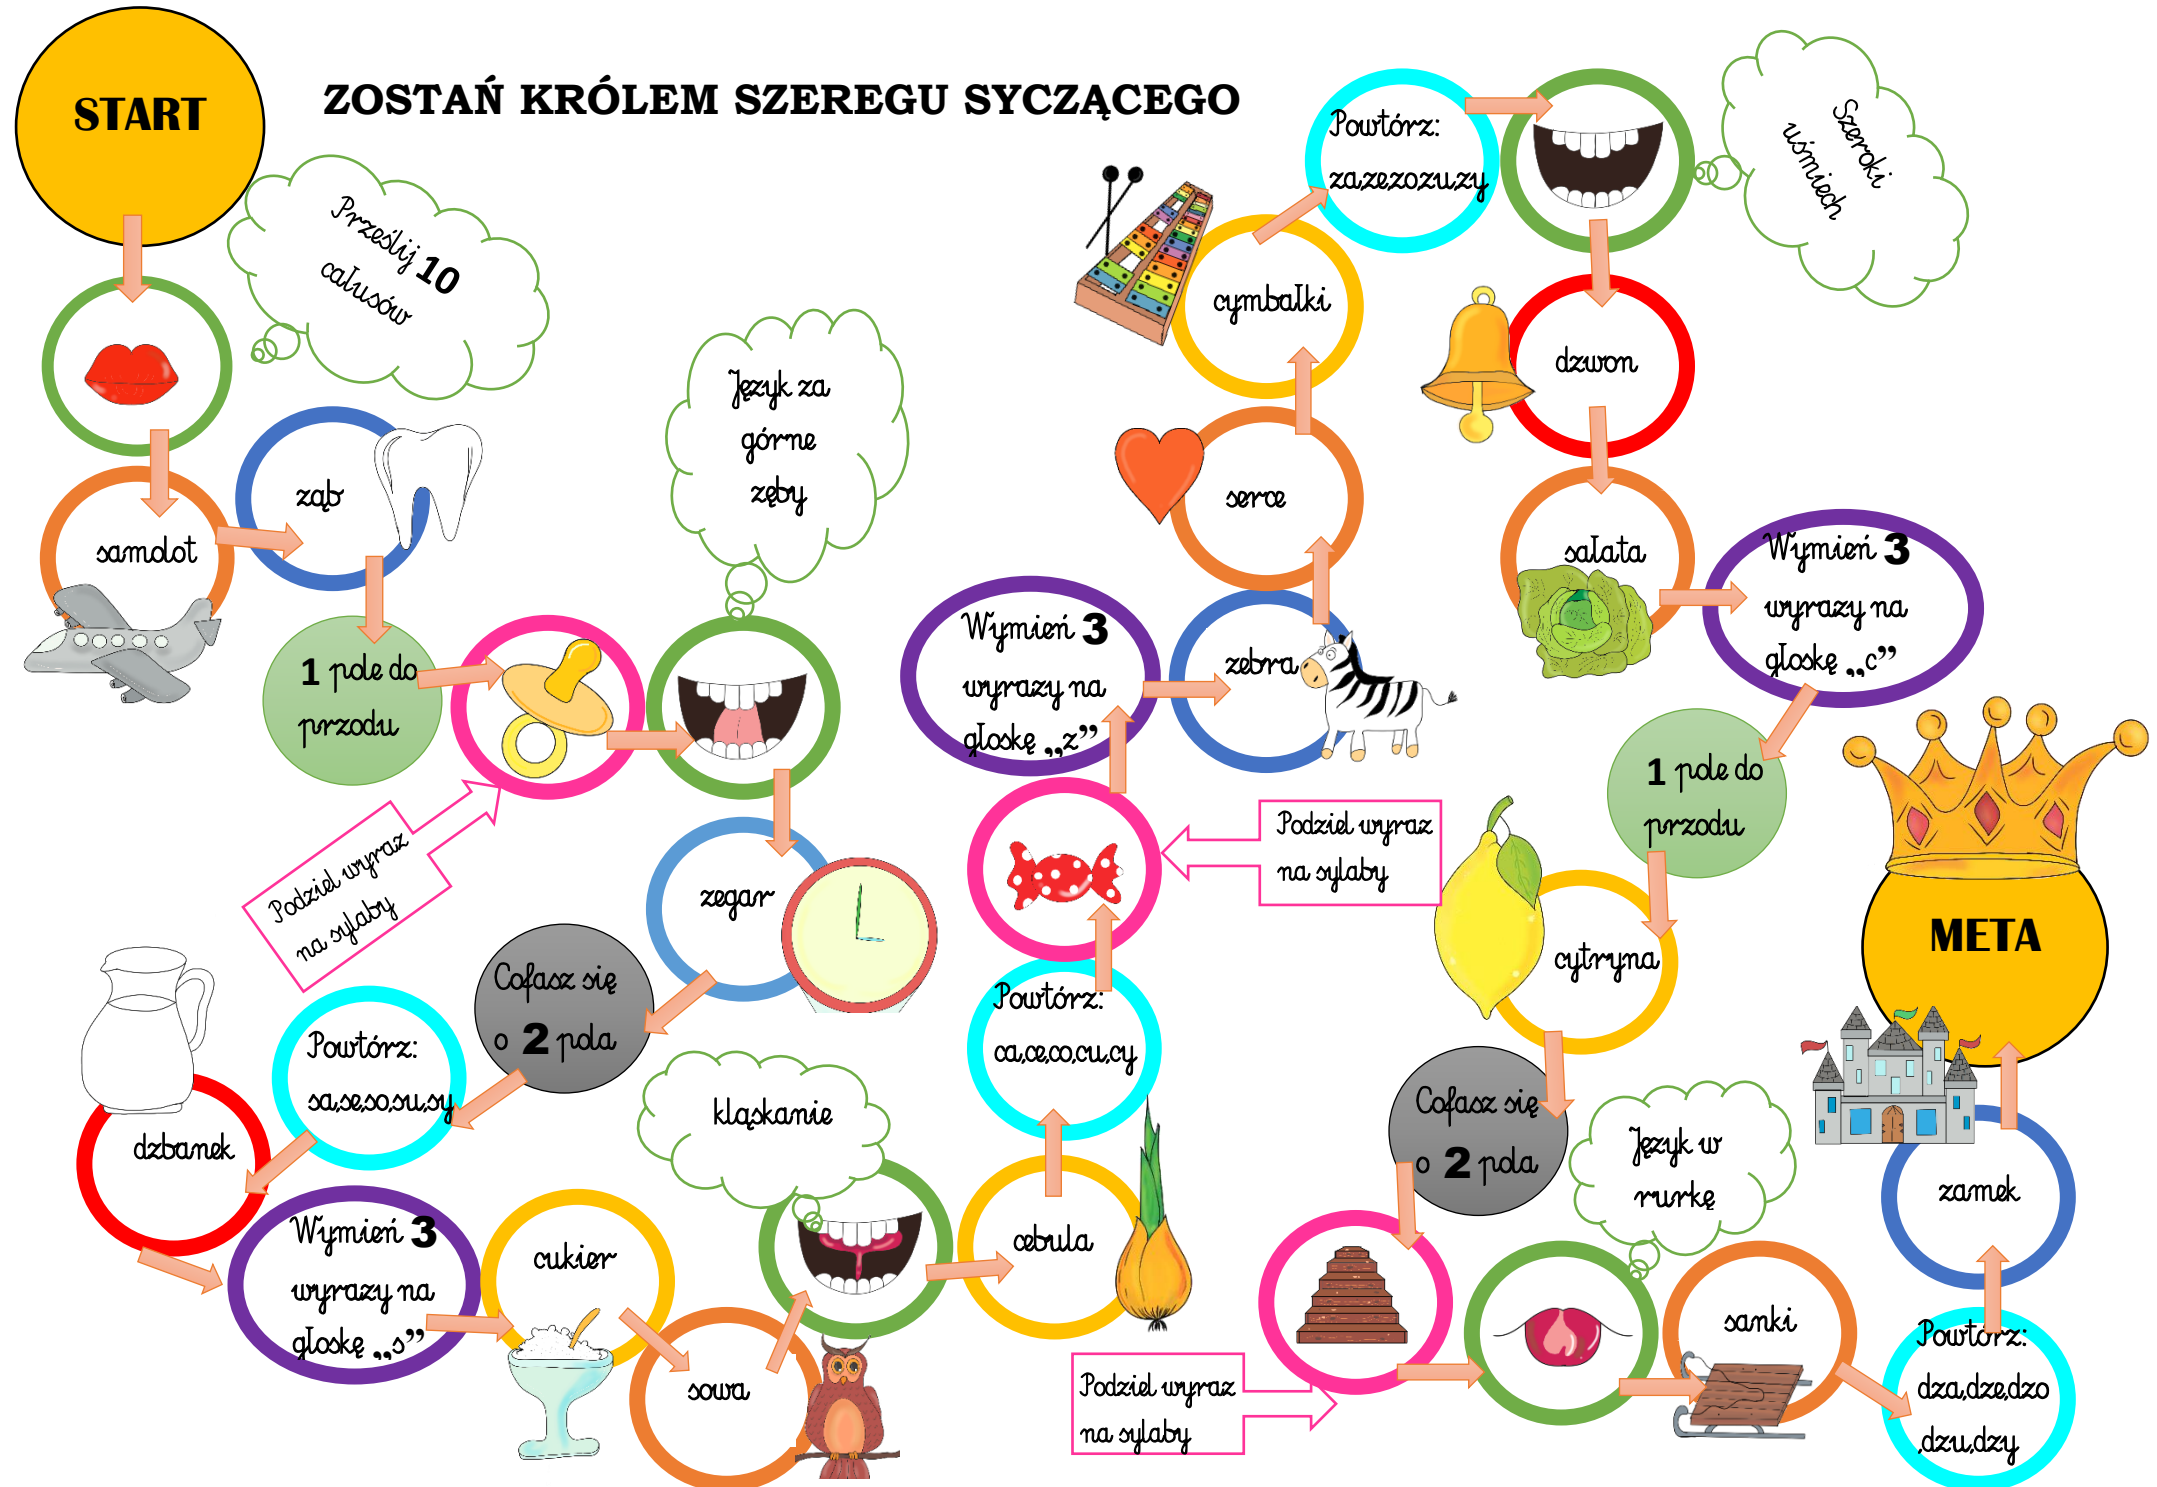 START
ZOSTAŃ KRÓLEM SZEREGU SYCZĄCEGO
Prześlij 10
całusów
samolot
ząb
1 pole do
przodu
Podziel wyraz
na sylaby
Język za
górne
zęby
zegar
Cofasz się
o 2 pola
Powtórz:
sa,se,so,su,sy
dzbanek
Wymień 3
wyrazy na
głoskę „s”
cukier
sowa
kląskanie
cebula
Powtórz:
ca,ce,co,cu,cy
Podziel wyraz
na sylaby
Wymień 3
wyrazy na
głoskę „z”
zebra
serce
cymbałki
Powtórz:
za,ze,zo,zu,zy
Szeroki
uśmiech
dzwon
sałata
Wymień 3
wyrazy na
głoskę „c”
1 pole do
przodu
cytryna
Cofasz się
o 2 pola
Podziel wyraz
na sylaby
Język w
rurkę
sanki
Powtórz:
dza,dze,dzo
,dzu,dzy
zamek
META